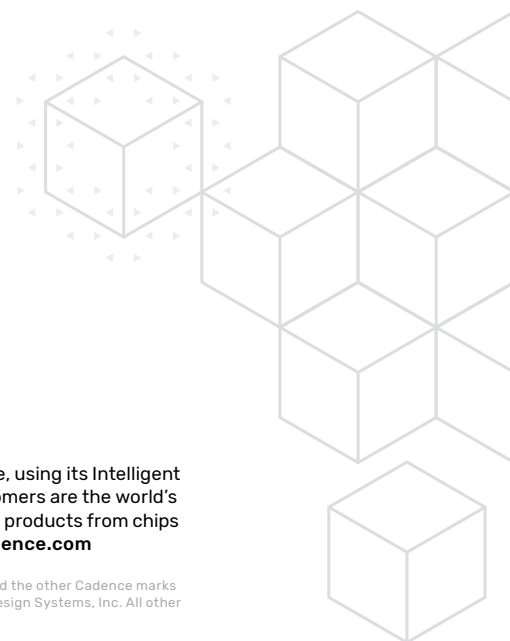 e, using its Intelligent
omers are the world's
products from chips
ence.com
d the other Cadence marks
esign Systems, Inc. All other